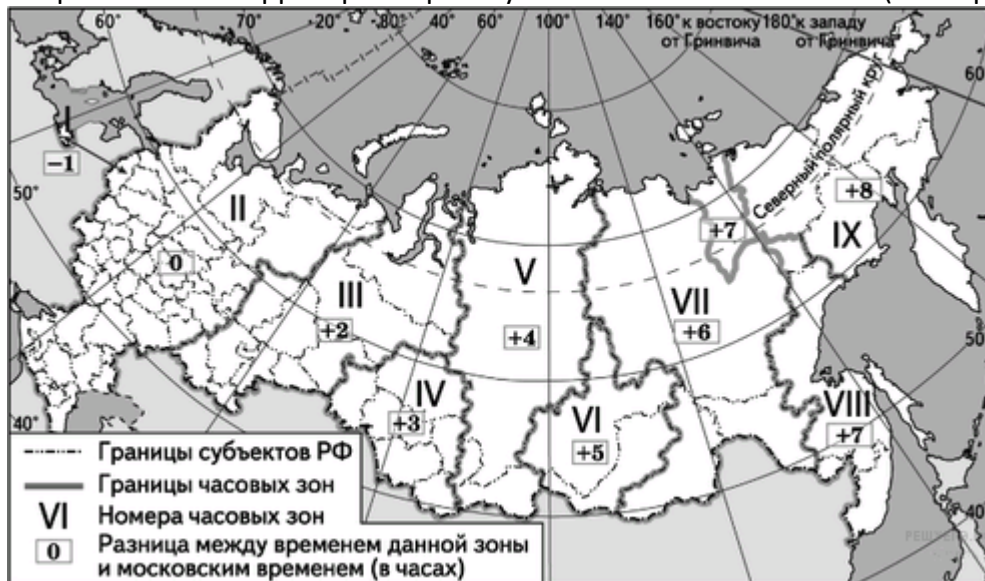 60° 70° -20° -30° 80° 100° 140° 160° к востоку от Гринвича 180° к западу от Гринвича
60°
50°
50°
40°
40°
Северный полярный круг
I
−1
II
0
III
+2
IV
+3
V
+4
VI
+5
VII
+6
+7
VIII
+7
IX
+8
Границы субъектов РФ
Границы часовых зон
VI Номера часовых зон
0 Разница между временем данной зоны
и московским временем (в часах)